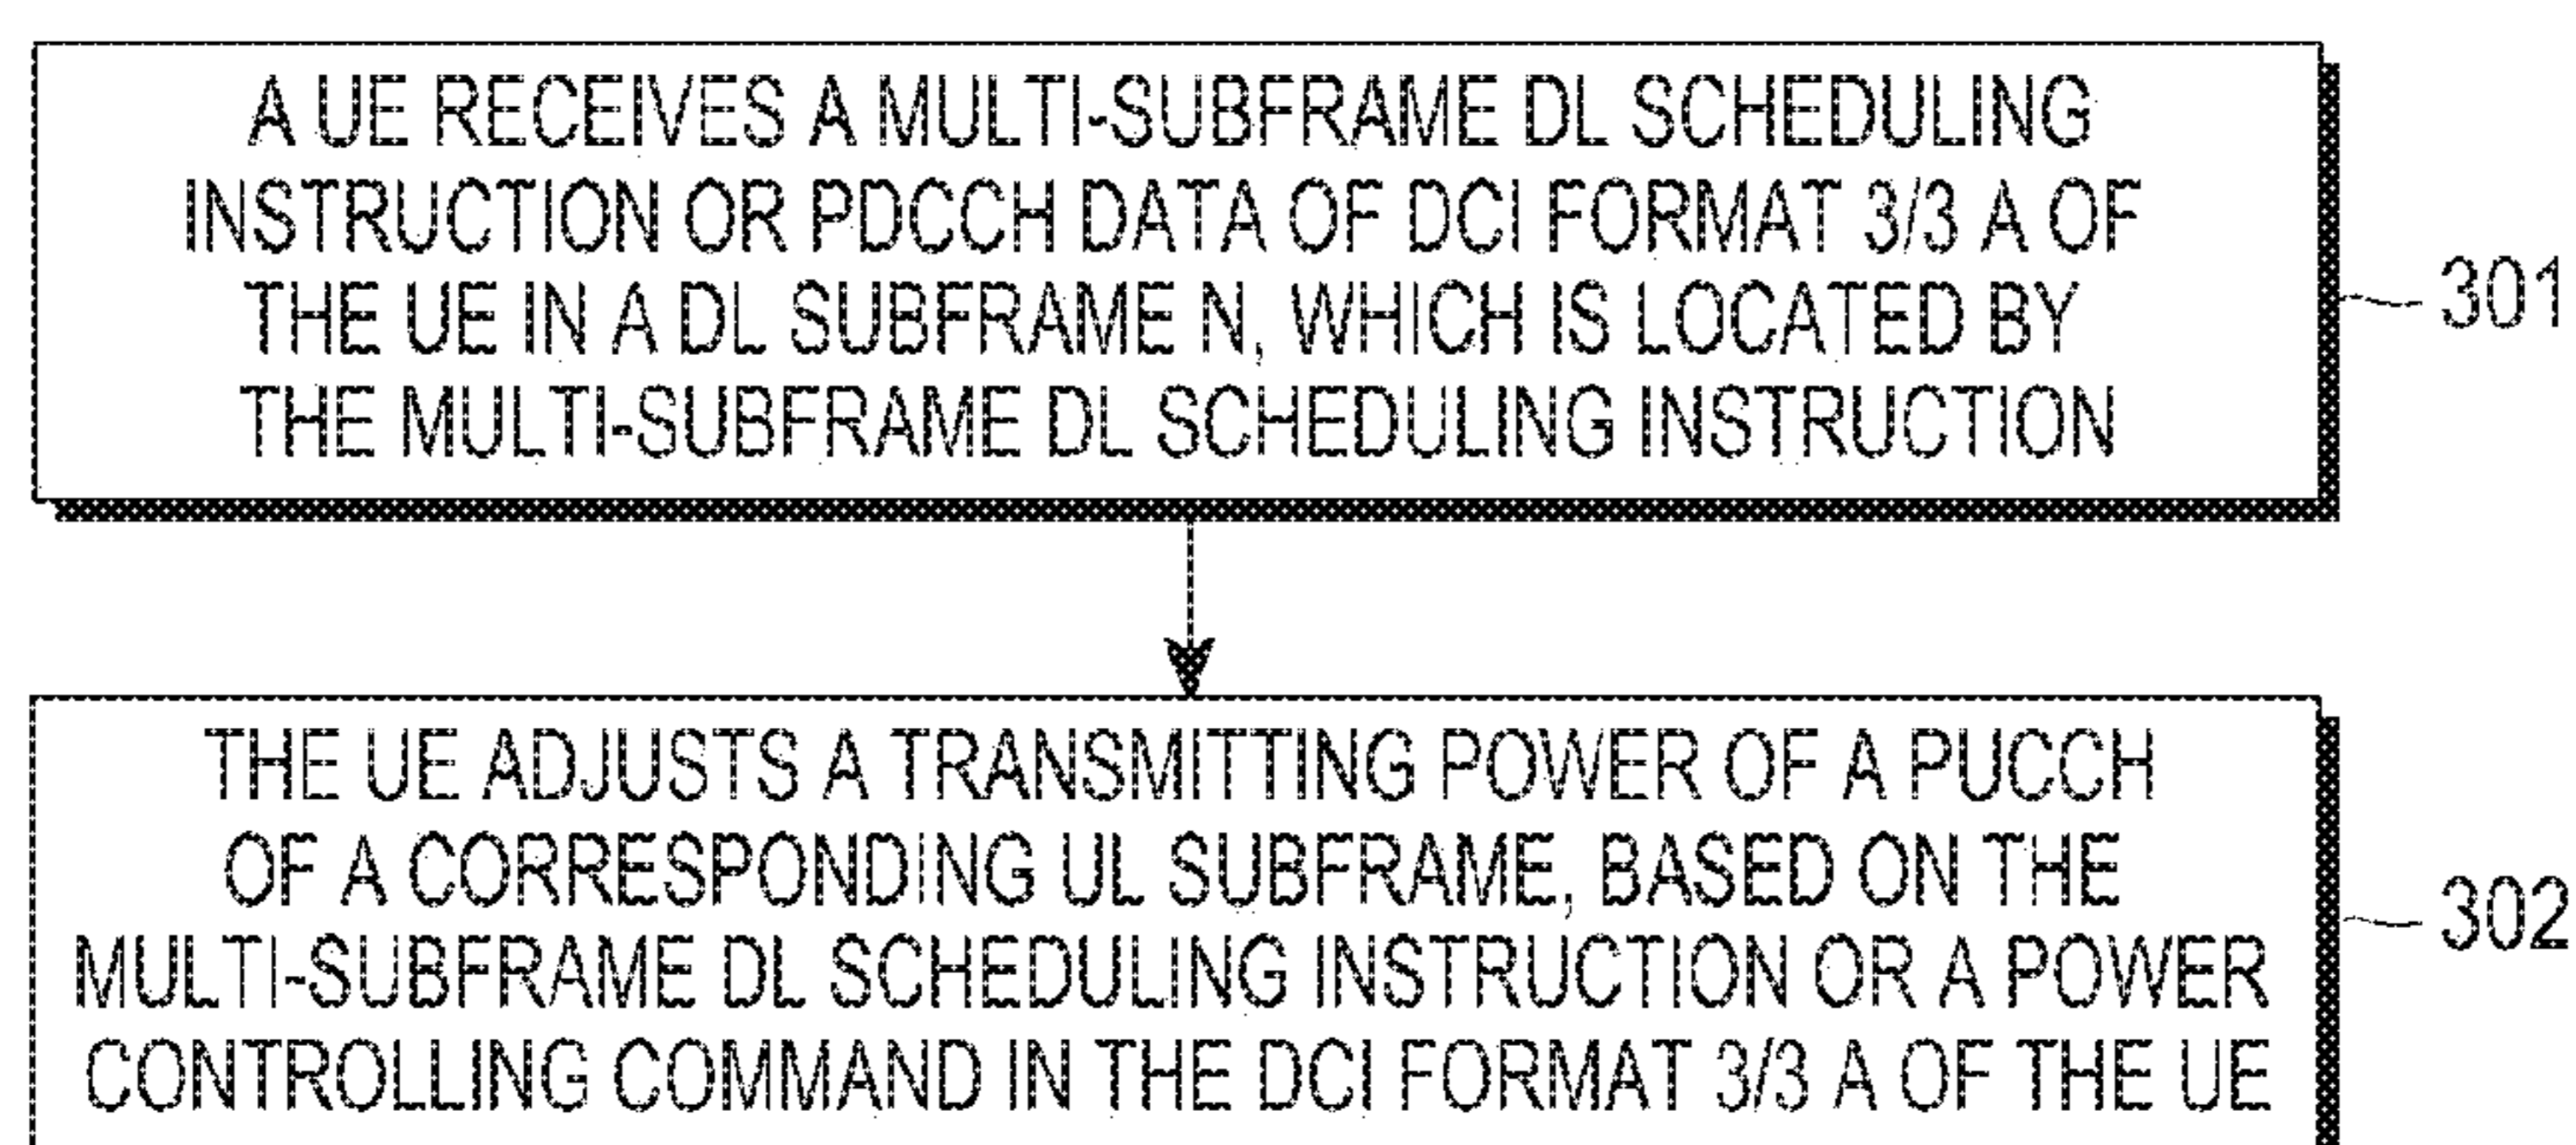 A UE RECEIVES A MULTI-SUBFRAME DL SCHEDULING
INSTRUCTION OR PDCCH DATA OF DCI FORMAT 3/3 A OF
THE UE IN A DL SUBFRAME N, WHICH IS LOCATED BY
THE MULTI-SUBFRAME DL SCHEDULING INSTRUCTION
301
THE UE ADJUSTS A TRANSMITTING POWER OF A PUCCH
OF A CORRESPONDING UL SUBFRAME, BASED ON THE
MULTI-SUBFRAME DL SCHEDULING INSTRUCTION OR A POWER
CONTROLLING COMMAND IN THE DCI FORMAT 3/3 A OF THE UE
302